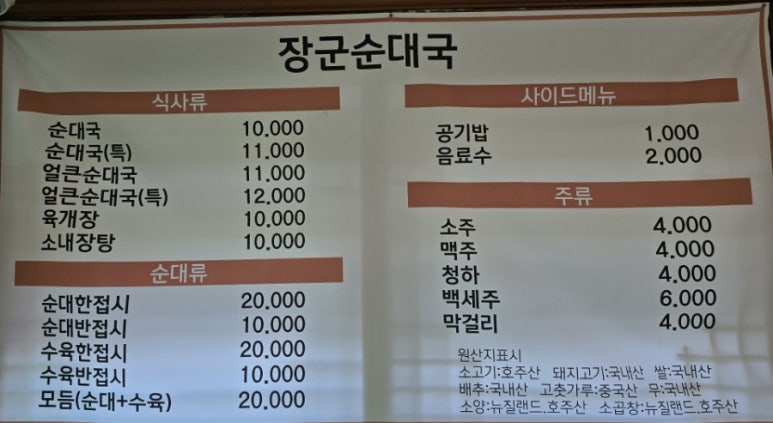 장군순대국
식사류
순대국 10.000
순대국(특) 11.000
얼큰순대국 11.000
얼큰순대국(특) 12.000
육개장 10.000
소내장탕 10.000
순대류
순대한접시 20.000
순대반접시 10.000
수육한접시 20.000
수육반접시 10.000
모듬(순대+수육) 20.000
사이드메뉴
공기밥 1.000
음료수 2.000
주류
소주 4.000
맥주 4.000
청하 4.000
백세주 6.000
막걸리 4.000
원산지표시
소고기:호주산 돼지고기:국내산 쌀:국내산
배추:국내산 고춧가루:중국산 무:국내산
소양:뉴질랜드.호주산 소곱창:뉴질랜드.호주산